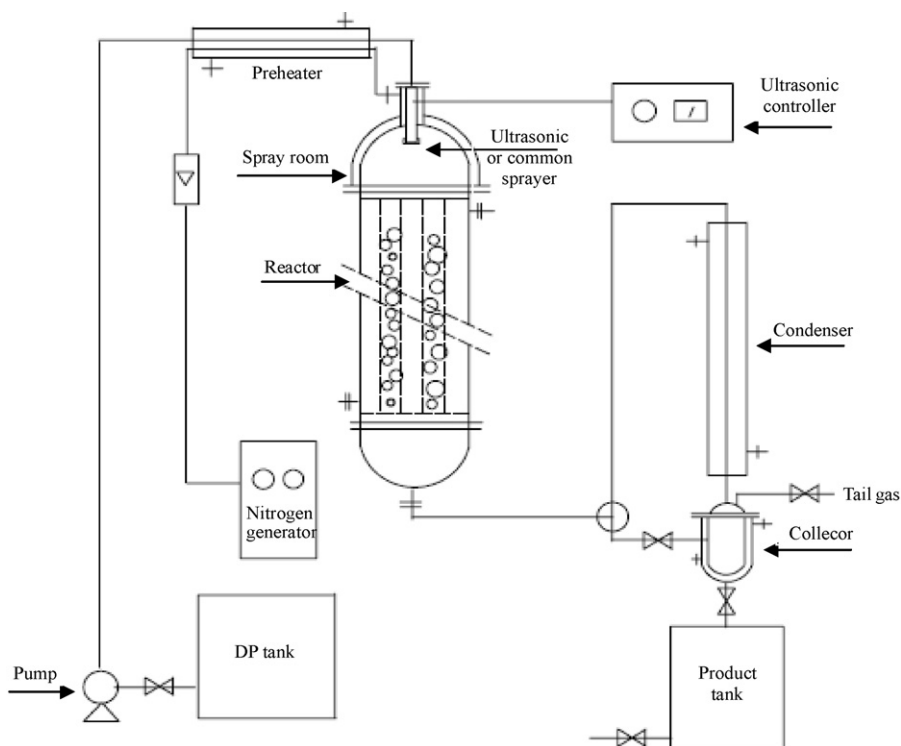 Preheater
Ultrasonic
controller
Ultrasonic
or common
sprayer
Spray room
Reactor
Condenser
Nitrogen
generator
Tail gas
Collecor
DP tank
Pump
Product
tank